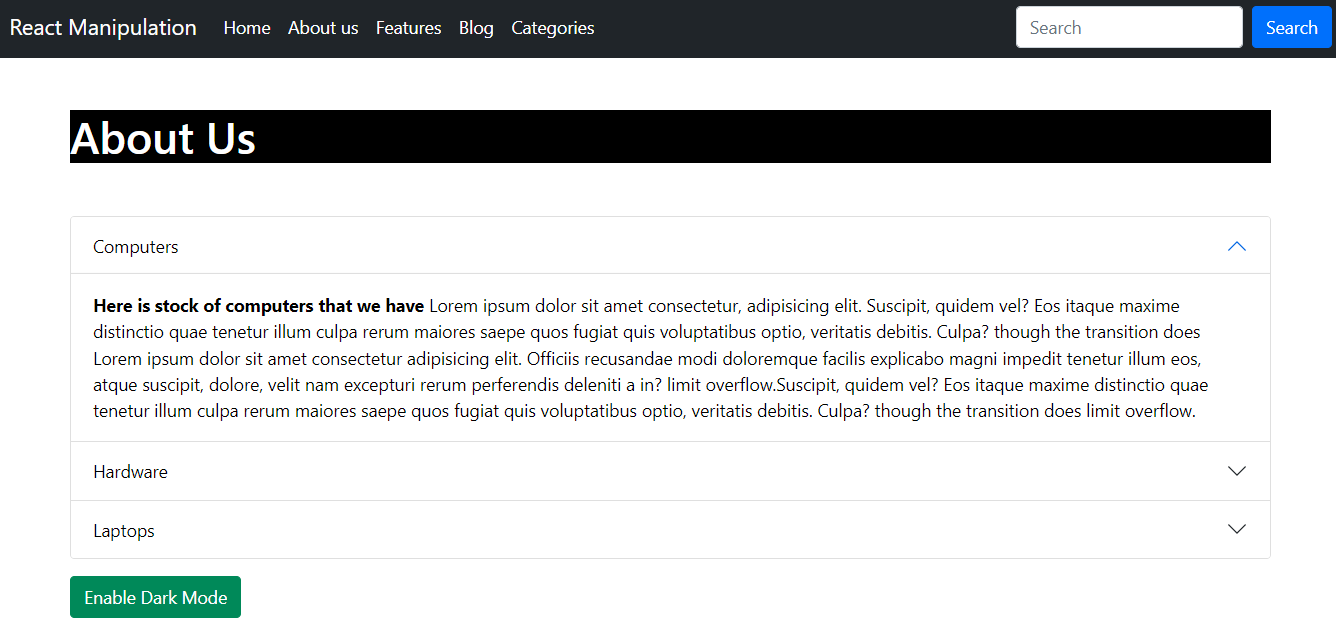 React Manipulation Home About us Features Blog Categories Search Search
About Us
Computers
Here is stock of computers that we have Lorem ipsum dolor sit amet consectetur, adipisicing elit. Suscipit, quidem vel? Eos itaque maxime
distinctio quae tenetur illum culpa rerum maiores saepe quos fugiat quis voluptatibus optio, veritatis debitis. Culpa? though the transition does
Lorem ipsum dolor sit amet consectetur adipisicing elit. Officiis recusandae modi doloremque facilis explicabo magni impedit tenetur illum eos,
atque suscipit, dolore, velit nam excepturi rerum perferendis deleniti a in? limit overflow.Suscipit, quidem vel? Eos itaque maxime distinctio quae
tenetur illum culpa rerum maiores saepe quos fugiat quis voluptatibus optio, veritatis debitis. Culpa? though the transition does limit overflow.
Hardware
Laptops
Enable Dark Mode